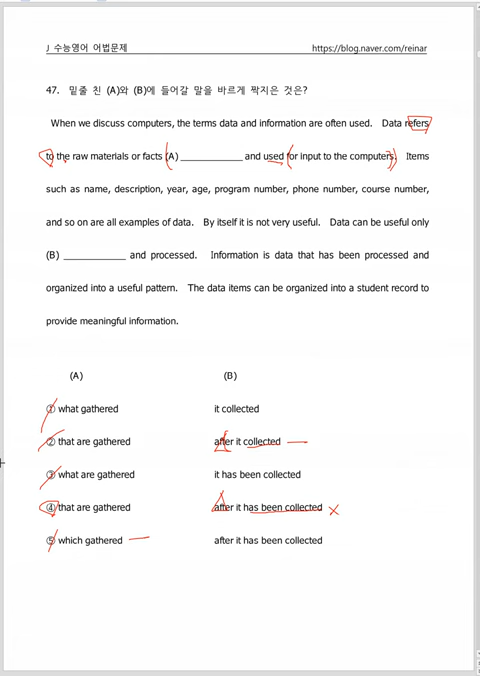 J 수능영어 어법문제 https://blog.naver.com/reinar
47. 밑줄 친 (A)와 (B)에 들어갈 말을 바르게 짝지은 것은?
When we discuss computers, the terms data and information are often used. Data refers
to the raw materials or facts (A) ____________ and used for input to the computers. Items
such as name, description, year, age, program number, phone number, course number,
and so on are all examples of data. By itself it is not very useful. Data can be useful only
(B) ____________ and processed. Information is data that has been processed and
organized into a useful pattern. The data items can be organized into a student record to
provide meaningful information.
(A) (B)
① what gathered it collected
② that are gathered after it collected
③ what are gathered it has been collected
④ that are gathered after it has been collected
⑤ which gathered after it has been collected